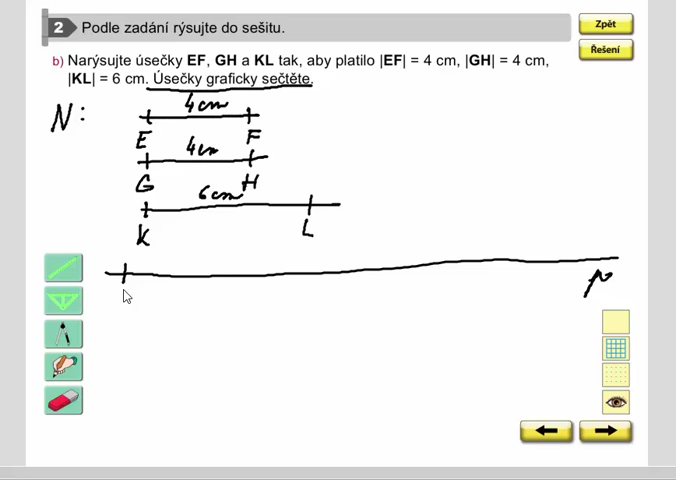 2 Podle zadání rýsujte do sešitu.
Zpět
Řešení
b) Narýsujte úsečky EF, GH a KL tak, aby platilo |EF| = 4 cm, |GH| = 4 cm,
|KL| = 6 cm. Úsečky graficky sečtěte.
N:
4cm
E F
4cm
G H
6cm
K L
p